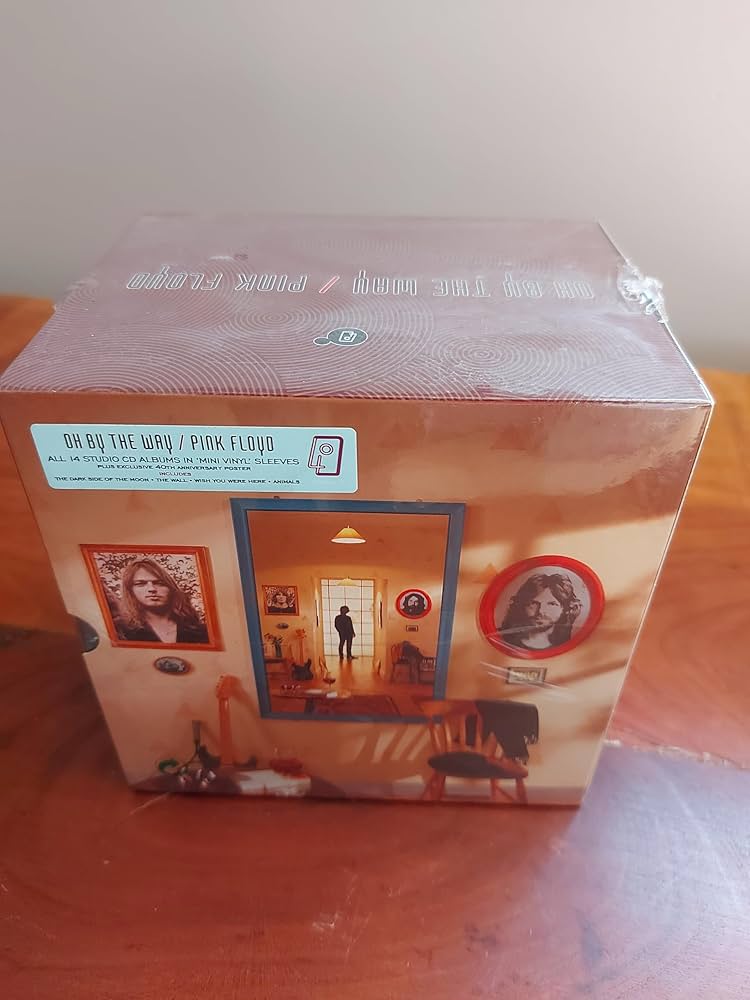 OH BY THE WAY / PINK FLOYD
OH BY THE WAY / PINK FLOYD
ALL 14 STUDIO CD ALBUMS IN 'MINI VINYL' SLEEVES
PLUS EXCLUSIVE 40TH ANNIVERSARY POSTER
INCLUDES
THE DARK SIDE OF THE MOON • THE WALL • WISH YOU WERE HERE • ANIMALS